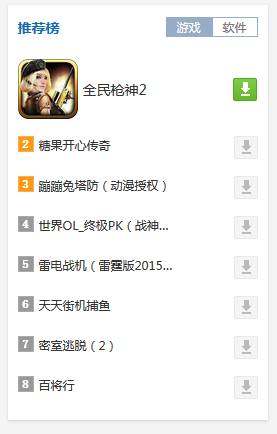 推荐榜 游戏 软件
全民枪神2
2 糖果开心传奇
3 蹦蹦兔塔防（动漫授权）
4 世界OL_终极PK（战神...
5 雷电战机（雷霆版2015...
6 天天街机捕鱼
7 密室逃脱（2）
8 百将行